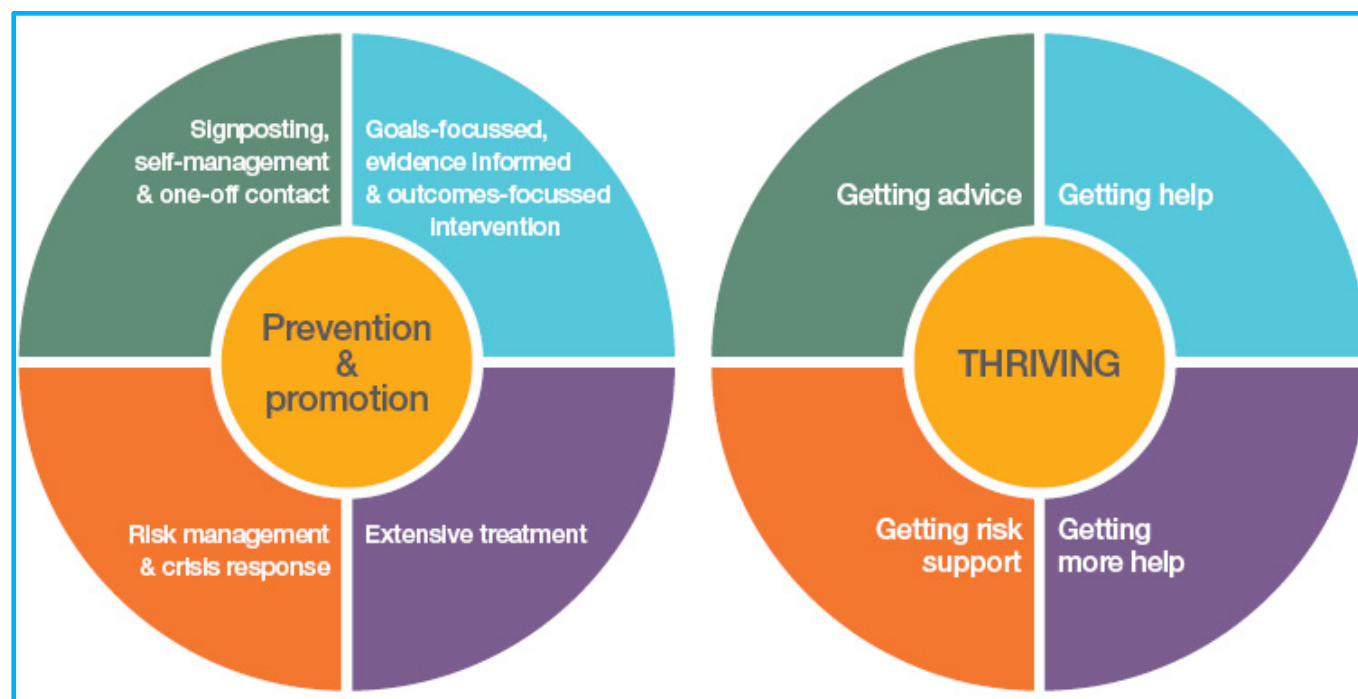 Signposting,
self-management
& one-off contact
Goals-focussed,
evidence informed
& outcomes-focussed
intervention
Prevention
&
promotion
Risk management
& crisis response
Extensive treatment
Getting advice
Getting help
THRIVING
Getting risk
support
Getting
more help